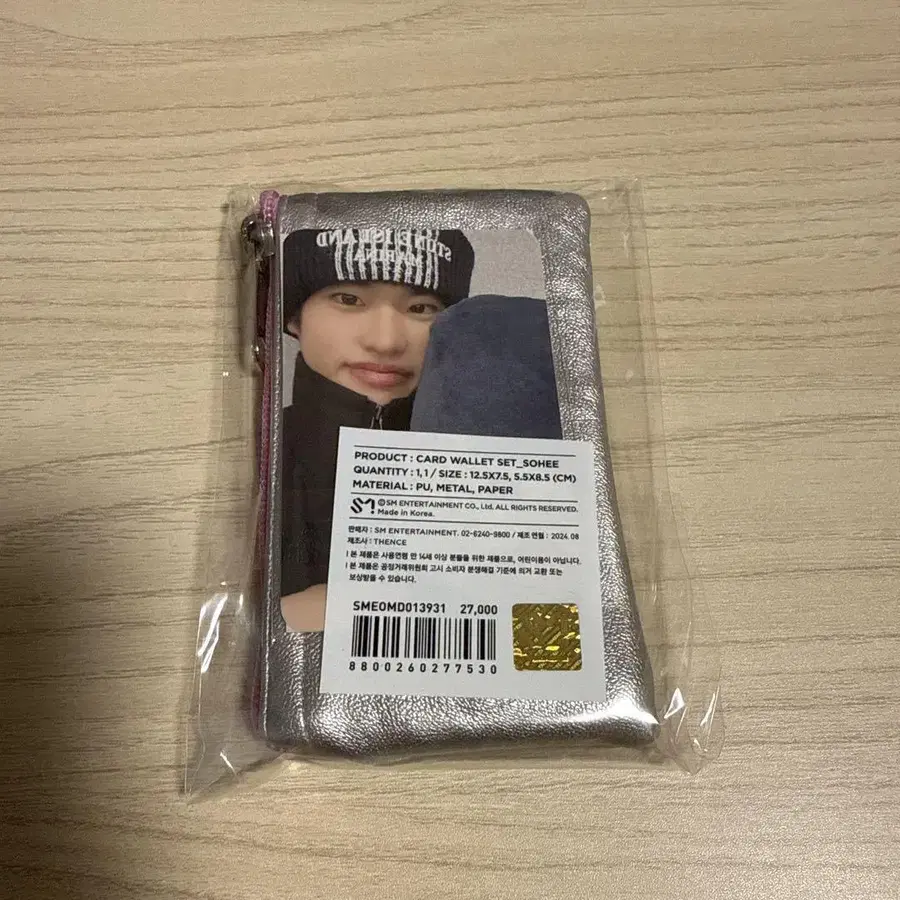 STONE ISLAND
MARINA
PRODUCT : CARD WALLET SET_SOHEE
QUANTITY : 1, 1 / SIZE : 12.5X7.5, 5.5X8.5 (CM)
MATERIAL : PU, METAL, PAPER
SM ©SM ENTERTAINMENT CO., Ltd. ALL RIGHTS RESERVED.
Made in Korea.
판매자 : SM ENTERTAINMENT. 02-6240-9800 / 제조 연월 : 2024. 08
제조사 : THENCE
! 본 제품은 사용연령 만 14세 이상 분들을 위한 제품으로, 어린이용이 아닙니다.
! 본 제품은 공정거래위원회 고시 소비자 분쟁해결 기준에 의거 교환 또는
보상받을 수 있습니다.
SMEOMD013931 27,000
8800260277530